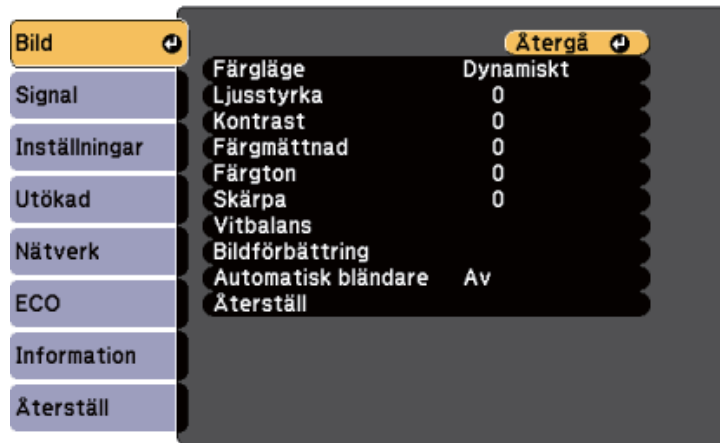 Bild
Signal
Inställningar
Utökad
Nätverk
ECO
Information
Återställ
Återgå
Färgläge Dynamiskt
Ljusstyrka 0
Kontrast 0
Färgmättnad 0
Färgton 0
Skärpa 0
Vitbalans
Bildförbättring
Automatisk bländare Av
Återställ